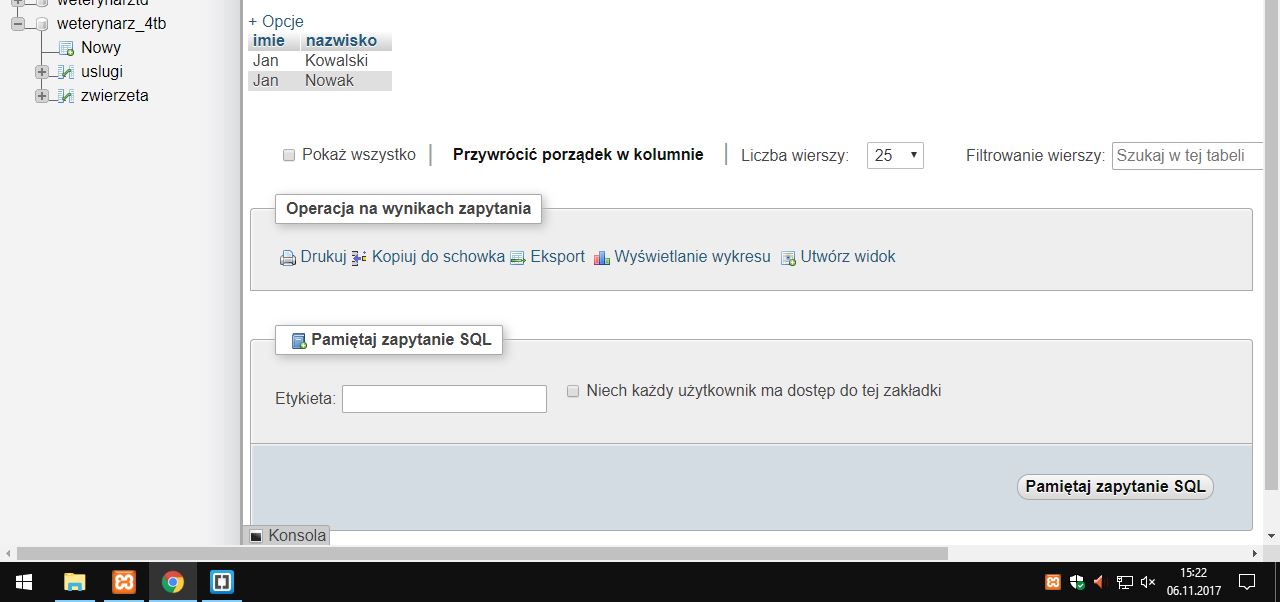 weterynarztd
weterynarz_4tb
Nowy
uslugi
zwierzeta
+ Opcje
imie nazwisko
Jan Kowalski
Jan Nowak
Pokaż wszystko
Przywrócić porządek w kolumnie
Liczba wierszy: 25
Filtrowanie wierszy: Szukaj w tej tabeli
Operacja na wynikach zapytania
Drukuj Kopiuj do schowka Eksport Wyświetlanie wykresu Utwórz widok
Pamiętaj zapytanie SQL
Etykieta:
Niech każdy użytkownik ma dostęp do tej zakładki
Pamiętaj zapytanie SQL
Konsola
15:22
06.11.2017